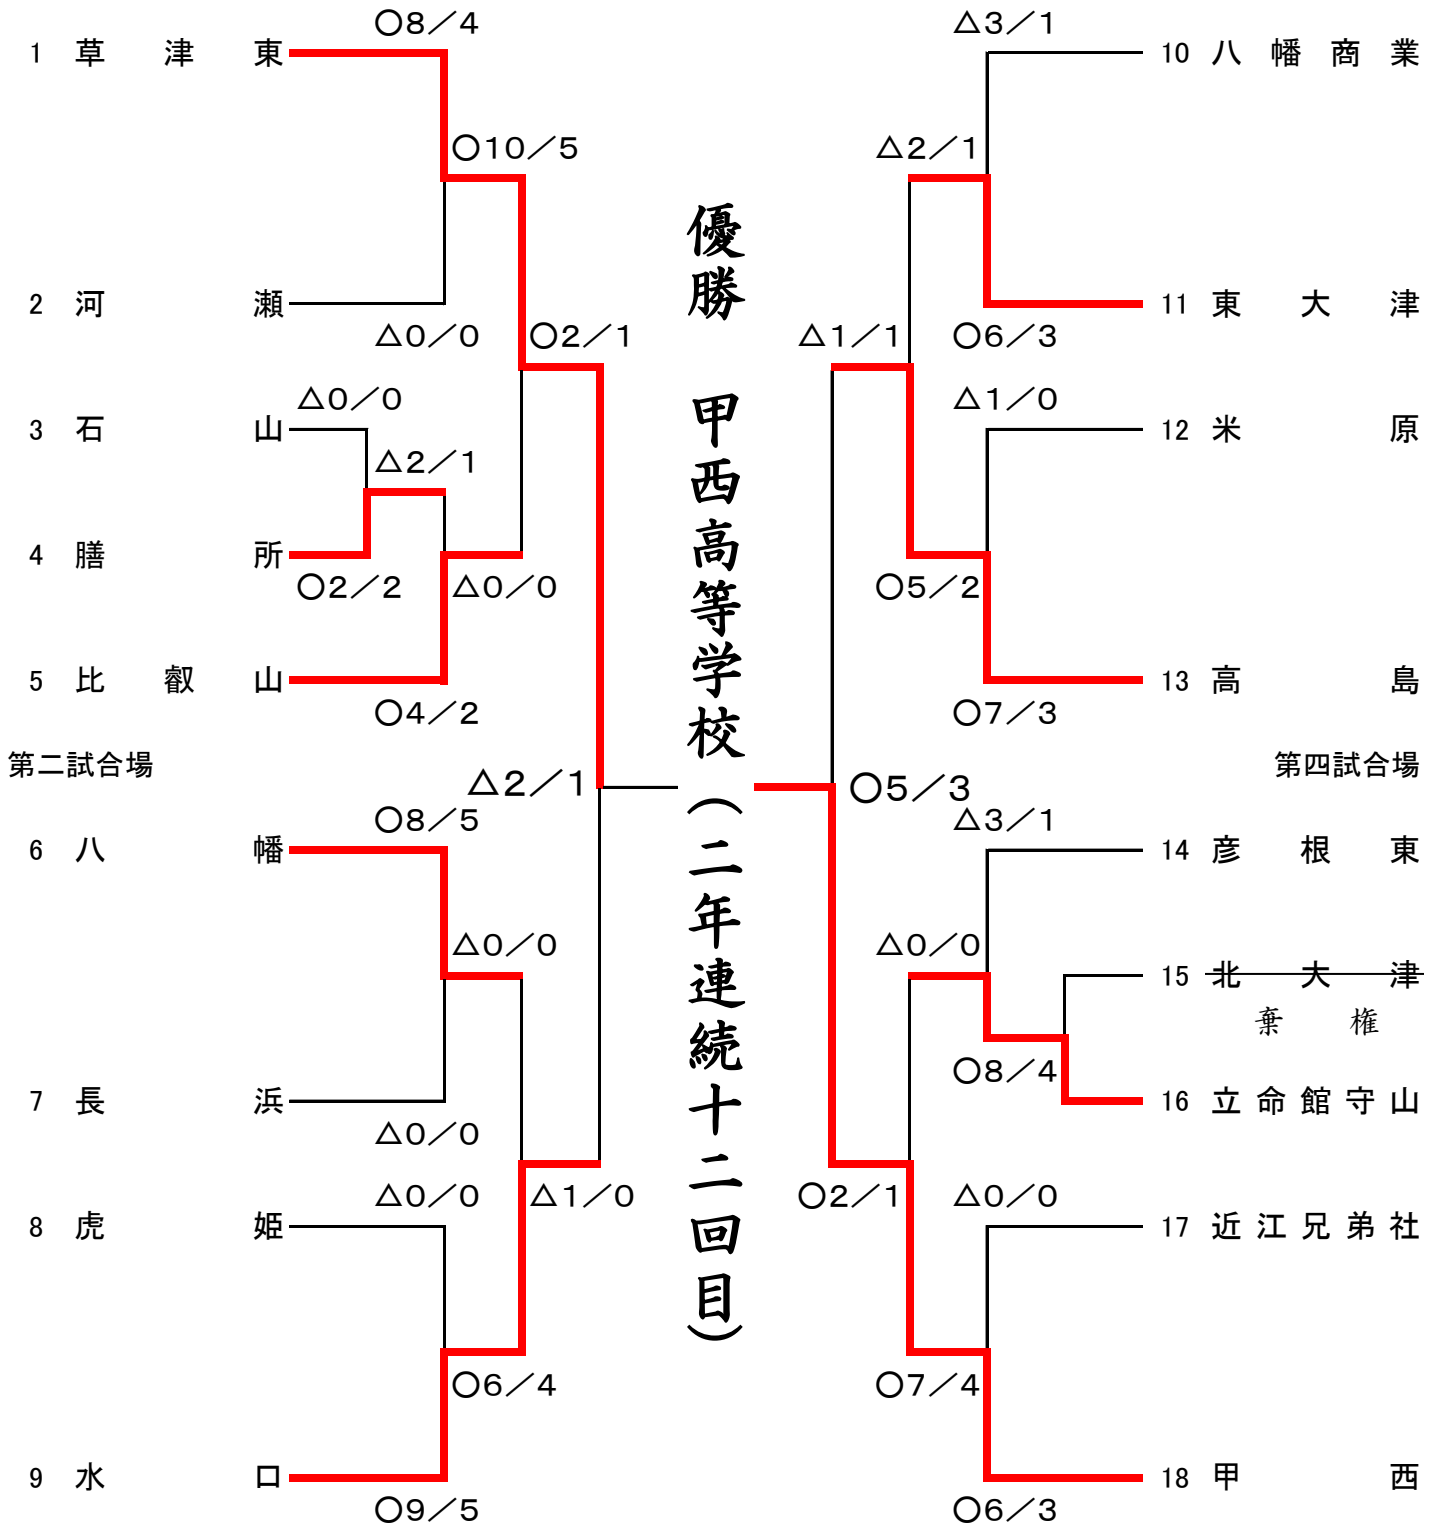 ○8／4
1 草津東
○10／5
2 河瀬
△0／0
○2／1
△0／0
3 石山
△2／1
4 膳所
○2／2
△0／0
5 比叡山
○4／2
第二試合場
△2／1
○8／5
6 八幡
△0／0
7 長浜
△0／0
△0／0
△1／0
8 虎姫
○6／4
9 水口
○9／5
優勝　甲西高等学校（二年連続十二回目）
△3／1
10 八幡商業
△2／1
11 東大津
△1／1
○6／3
△1／0
12 米原
○5／2
13 高島
○7／3
第四試合場
○5／3
△3／1
14 彦根東
△0／0
15 北大津
棄権
○8／4
16 立命館守山
○2／1
△0／0
17 近江兄弟社
○7／4
18 甲西
○6／3